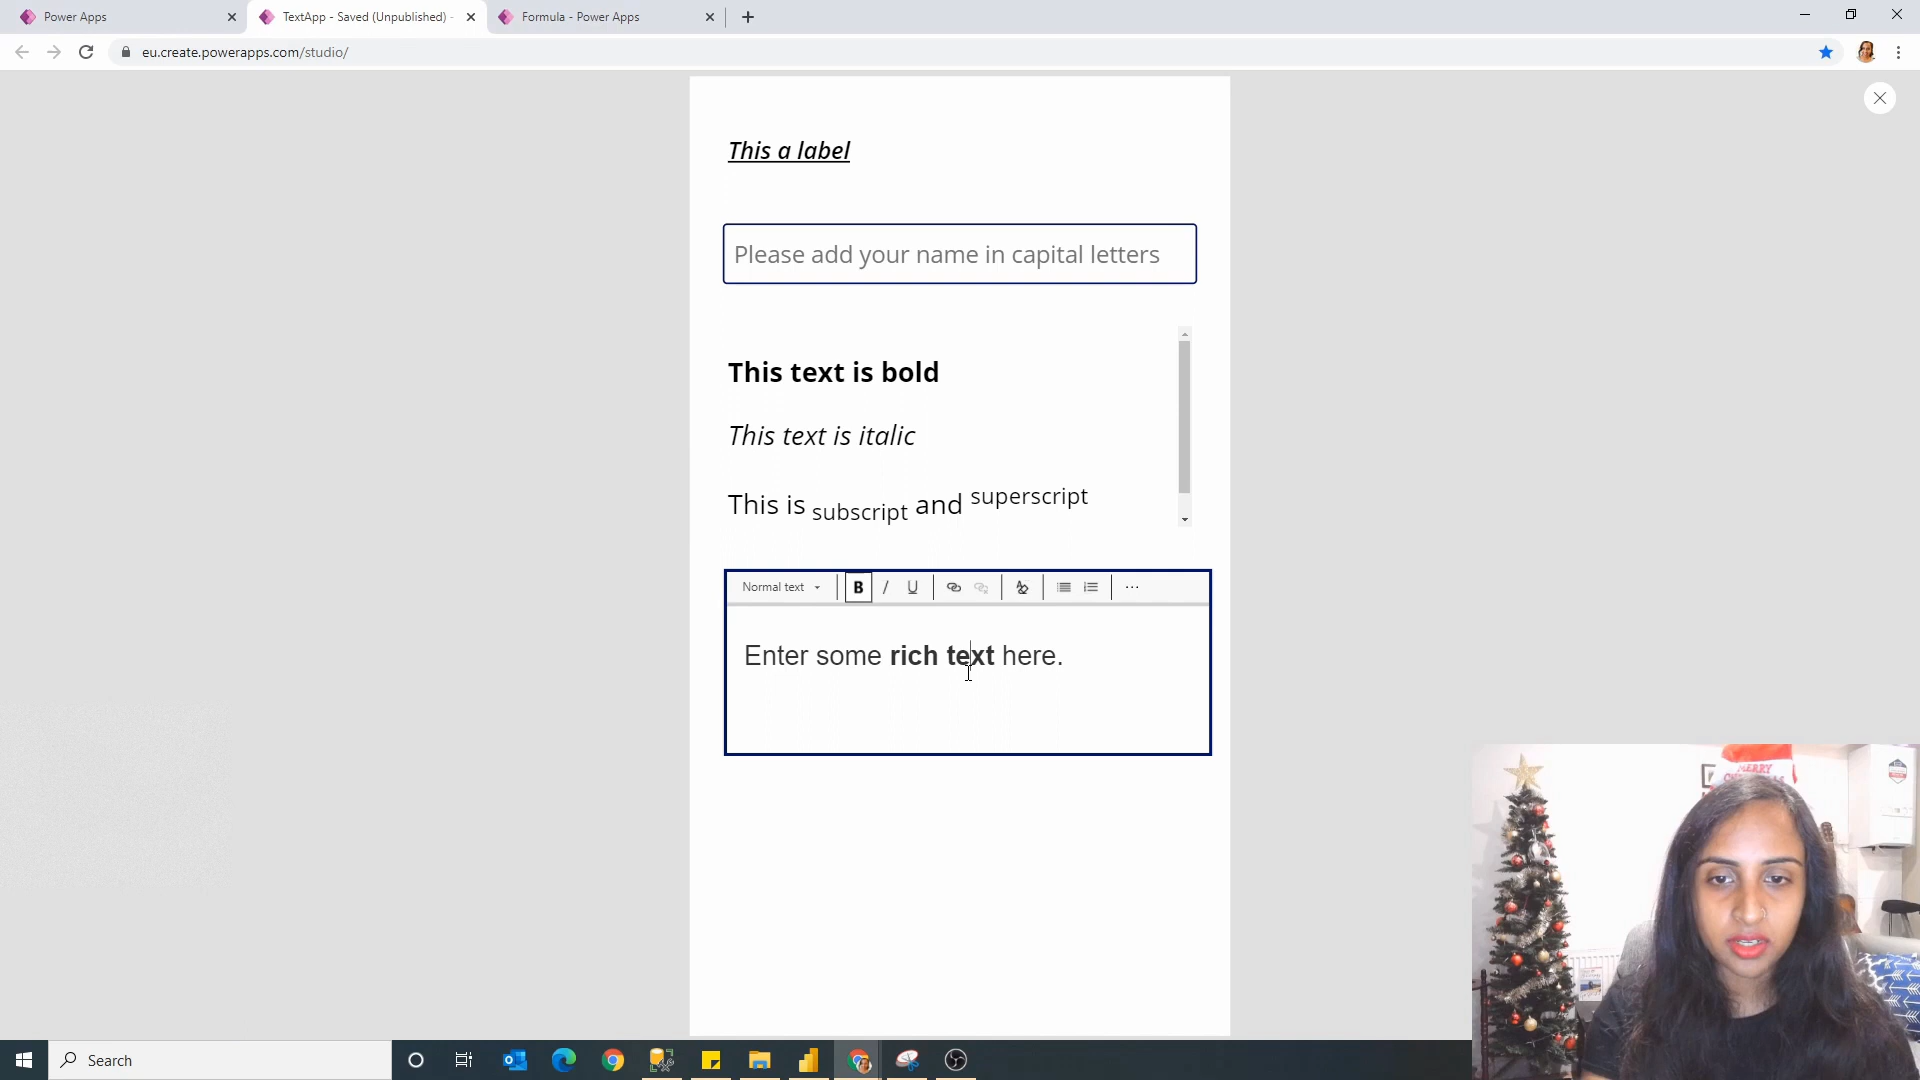 Power Apps
TextApp - Saved (Unpublished) -
Formula - Power Apps
eu.create.powerapps.com/studio/
This a label
Please add your name in capital letters
This text is bold
This text is italic
This is subscript and superscript
Normal text B / U ...
Enter some rich text here.
MERRY
Search